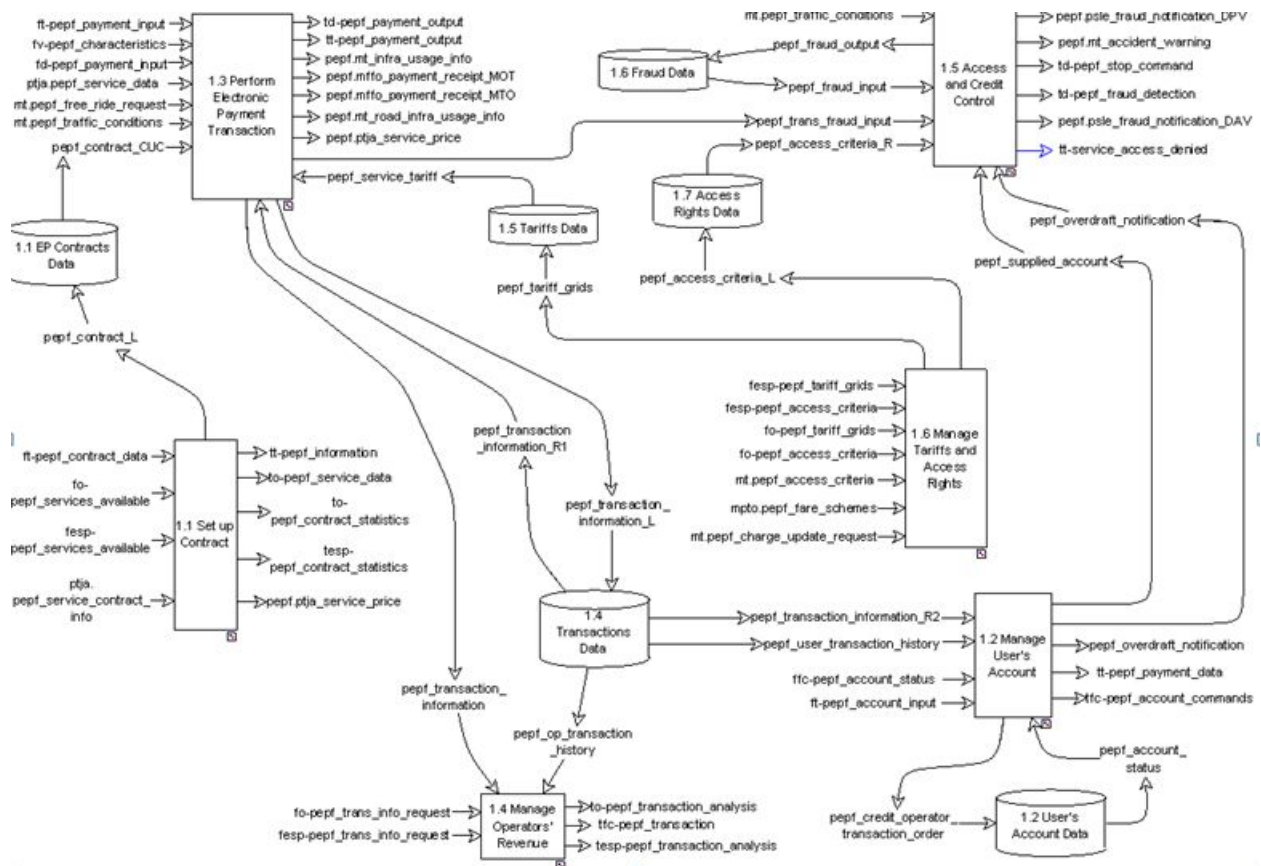 ft-pepf_payment_input
fv-pepf_characteristics
td-pepf_payment_input
ptja.pepf_service_data
mt.pepf_free_ride_request
mt.pepf_traffic_conditions
pepf_contract_CUC
1.3 Perform
Electronic
Payment
Transaction
td-pepf_payment_output
tt-pepf_payment_output
pepf.mt_infra_usage_info
pepf.mffo_payment_receipt_MOT
pepf.mffo_payment_receipt_MTO
pepf.mt_road_infra_usage_info
pepf.ptja_service_price
mt.traffic_conditions
pepf_fraud_output
1.6 Fraud Data
pepf_fraud_input
pepf_trans_fraud_input
pepf_access_criteria_R
1.5 Access
and Credit
Control
pepf.psle_fraud_notification_DPV
pepf.mt_accident_warning
td-pepf_stop_command
td-pepf_fraud_detection
pepf.psle_fraud_notification_DAV
tt-service_access_denied
pepf_service_tariff
1.7 Access
Rights Data
1.5 Tariffs Data
1.1 EP Contracts
Data
pepf_overdraft_notification
pepf_supplied_account
pepf_access_criteria_L
pepf_tariff_grids
pepf_contract_L
fesp-pepf_tariff_grids
fesp-pepf_access_criteria
fo-pepf_tariff_grids
fo-pepf_access_criteria
mt.pepf_access_criteria
mpto.pepf_fare_schemes
mt.pepf_charge_update_request
1.6 Manage
Tariffs and
Access
Rights
pepf_transaction
_information_R1
pepf_transaction_
information_L
ft-pepf_contract_data
fo-
pepf_services_available
fesp-
pepf_services_available
ptja.
pepf_service_contract_
info
1.1 Set up
Contract
tt-pepf_information
to-pepf_service_data
to-
pepf_contract_statistics
tesp-
pepf_contract_statistics
pepf.ptja_service_price
1.4
Transactions
Data
pepf_transaction_information_R2
pepf_user_transaction_history
ffc-pepf_account_status
ft-pepf_account_input
1.2 Manage
User's
Account
pepf_overdraft_notification
tt-pepf_payment_data
tfc-pepf_account_commands
pepf_transaction_
information
pepf_op_transaction
_history
pepf_account_
status
pepf_credit_operator_
transaction_order
1.2 User's
Account Data
fo-pepf_trans_info_request
fesp-pepf_trans_info_request
1.4 Manage
Operators'
Revenue
to-pepf_transaction_analysis
tfc-pepf_transaction
tesp-pepf_transaction_analysis